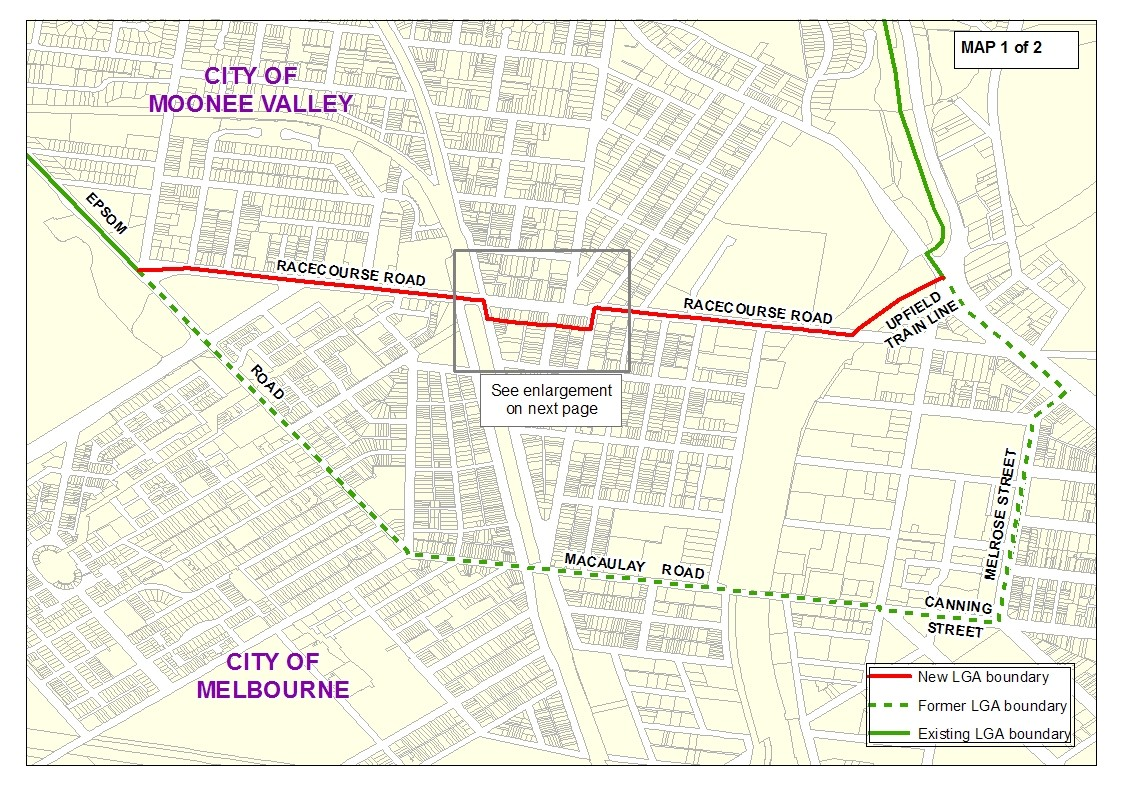 MAP 1 of 2
CITY OF
MOONEE VALLEY
EPSOM
RACECOURSE ROAD
RACECOURSE ROAD
UPFIELD
TRAIN LINE
ROAD
See enlargement
on next page
MELROSE STREET
MACAULAY ROAD
CANNING
STREET
CITY OF
MELBOURNE
New LGA boundary
Former LGA boundary
Existing LGA boundary